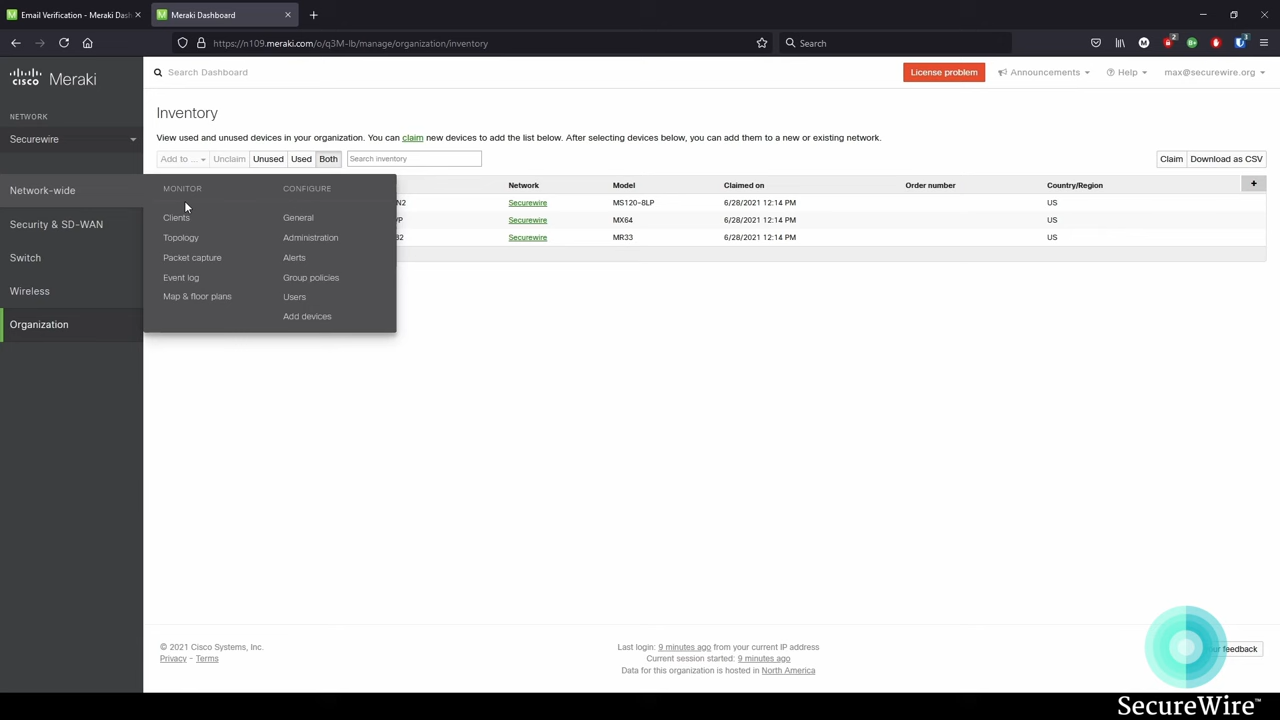 Email Verification — Meraki Dashb
Meraki Dashboard
https://n109.meraki.com/o/q3M-lb/manage/organization/inventory
Search
2
3
cisco Meraki
Search Dashboard
License problem
Announcements
Help
max@securewire.org
NETWORK
Securewire
Network-wide
Security & SD-WAN
Switch
Wireless
Organization
Inventory
View used and unused devices in your organization. You can claim new devices to add the list below. After selecting devices below, you can add them to a new or existing network.
Add to ...
Unclaim
Unused
Used
Both
Search inventory
Claim
Download as CSV
MONITOR
Clients
Topology
Packet capture
Event log
Map & floor plans
CONFIGURE
General
Administration
Alerts
Group policies
Users
Add devices
Network Model Claimed on Order number Country/Region +
N2 Securewire MS120-8LP 6/28/2021 12:14 PM US
VP Securewire MX64 6/28/2021 12:14 PM US
32 Securewire MR33 6/28/2021 12:14 PM US
© 2021 Cisco Systems, Inc.
Privacy - Terms
Last login: 9 minutes ago from your current IP address
Current session started: 9 minutes ago
Data for this organization is hosted in North America
feedback
SecureWire™